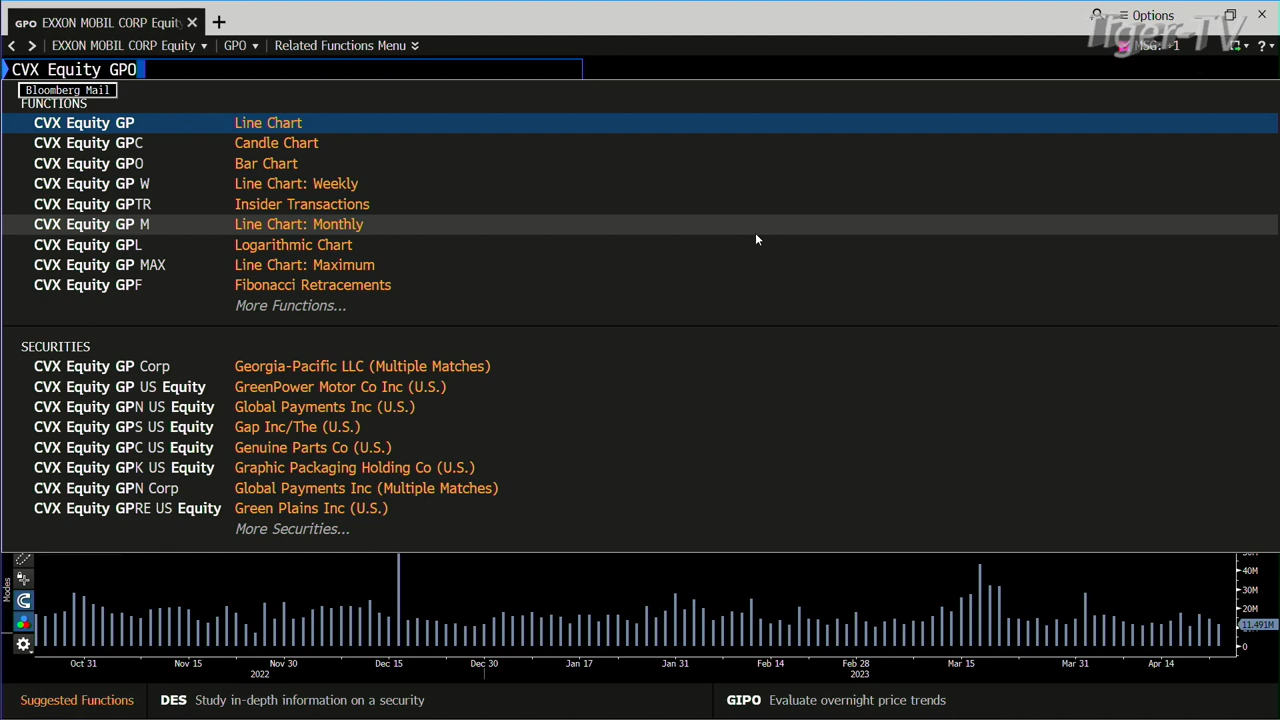 GPO EXXON MOBIL CORP Equit
Options
EXXON MOBIL CORP Equity GPO Related Functions Menu MSG: +1 ?
Tiger-TV
CVX Equity GPO
Bloomberg Mail
FUNCTIONS
CVX Equity GP Line Chart
CVX Equity GPC Candle Chart
CVX Equity GPO Bar Chart
CVX Equity GP W Line Chart: Weekly
CVX Equity GPTR Insider Transactions
CVX Equity GP M Line Chart: Monthly
CVX Equity GPL Logarithmic Chart
CVX Equity GP MAX Line Chart: Maximum
CVX Equity GPF Fibonacci Retracements
More Functions...
SECURITIES
CVX Equity GP Corp Georgia-Pacific LLC (Multiple Matches)
CVX Equity GP US Equity GreenPower Motor Co Inc (U.S.)
CVX Equity GPN US Equity Global Payments Inc (U.S.)
CVX Equity GPS US Equity Gap Inc/The (U.S.)
CVX Equity GPC US Equity Genuine Parts Co (U.S.)
CVX Equity GPK US Equity Graphic Packaging Holding Co (U.S.)
CVX Equity GPN Corp Global Payments Inc (Multiple Matches)
CVX Equity GPRE US Equity Green Plains Inc (U.S.)
More Securities...
Modes
40M
30M
20M
11.491M
0
Oct 31 Nov 15 Nov 30 Dec 15 Dec 30 Jan 17 Jan 31 Feb 14 Feb 28 Mar 15 Mar 31 Apr 14
2022 2023
Suggested Functions DES Study in-depth information on a security GIPO Evaluate overnight price trends